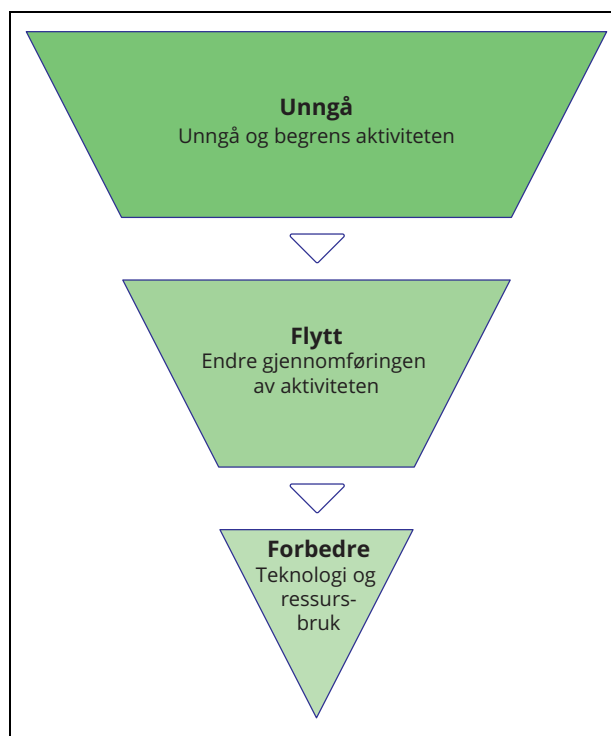 Unngå
Unngå og begrens aktiviteten
Flytt
Endre gjennomføringen
av aktiviteten
Forbedre
Teknologi og
ressurs-
bruk